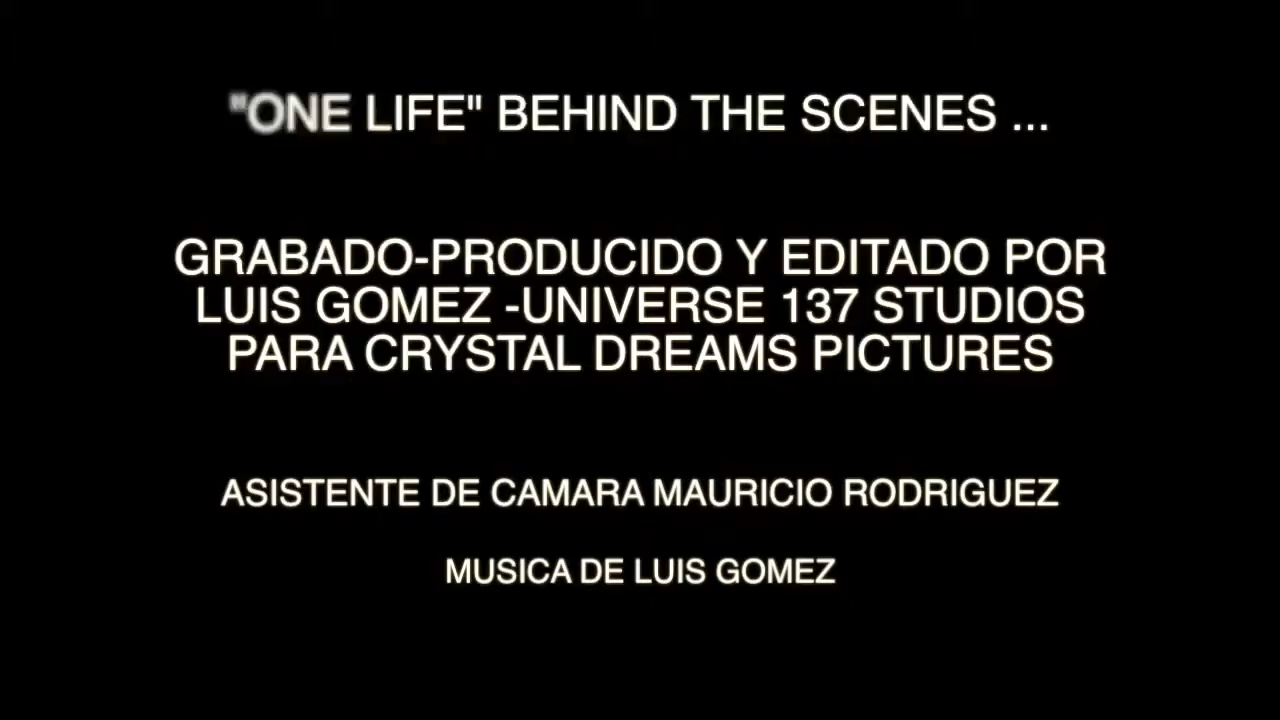 "ONE LIFE" BEHIND THE SCENES ...
GRABADO-PRODUCIDO Y EDITADO POR
LUIS GOMEZ -UNIVERSE 137 STUDIOS
PARA CRYSTAL DREAMS PICTURES
ASISTENTE DE CAMARA MAURICIO RODRIGUEZ
MUSICA DE LUIS GOMEZ